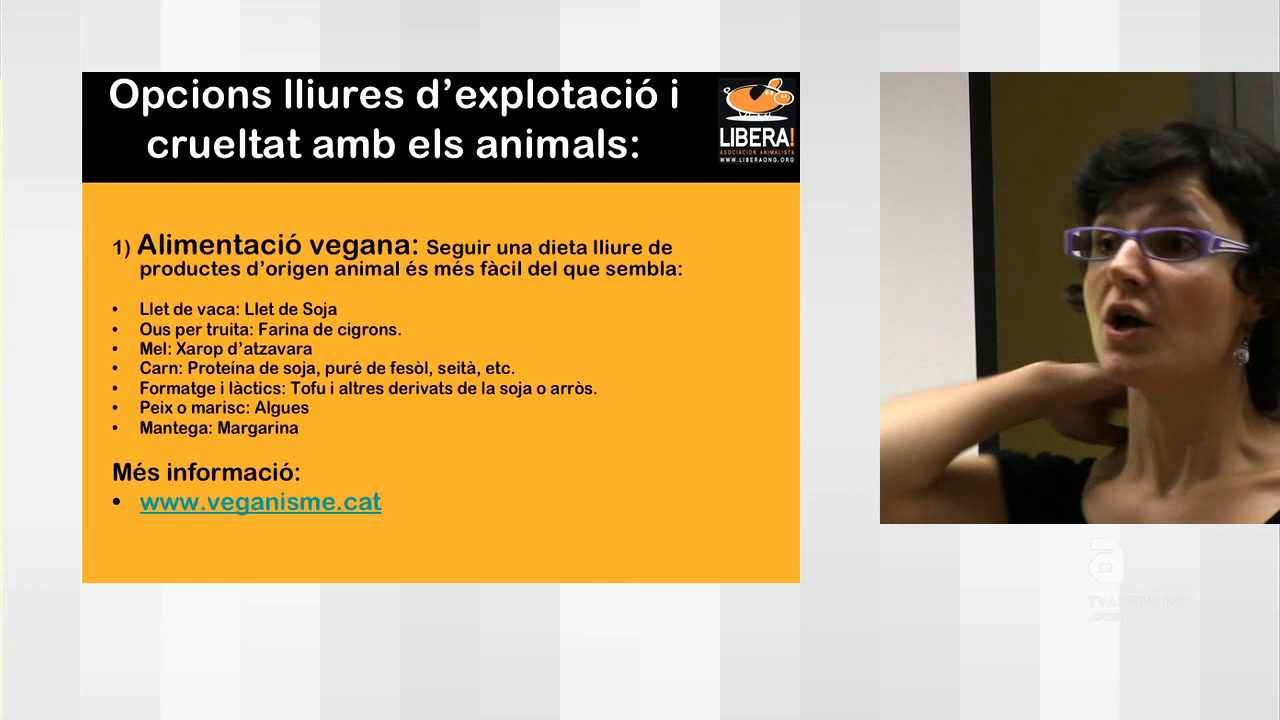 Opcions lliures d’explotació i
crueltat amb els animals:
LIBERA!
ASOCIACION ANIMALISTA
WWW.LIBERAONG.ORG
1) Alimentació vegana: Seguir una dieta lliure de
productes d’origen animal és més fàcil del que sembla:
• Llet de vaca: Llet de Soja
• Ous per truita: Farina de cigrons.
• Mel: Xarop d’atzavara
• Carn: Proteína de soja, puré de fesòl, seità, etc.
• Formatge i làctics: Tofu i altres derivats de la soja o arròs.
• Peix o marisc: Algues
• Mantega: Margarina
Més informació:
• www.veganisme.cat
a